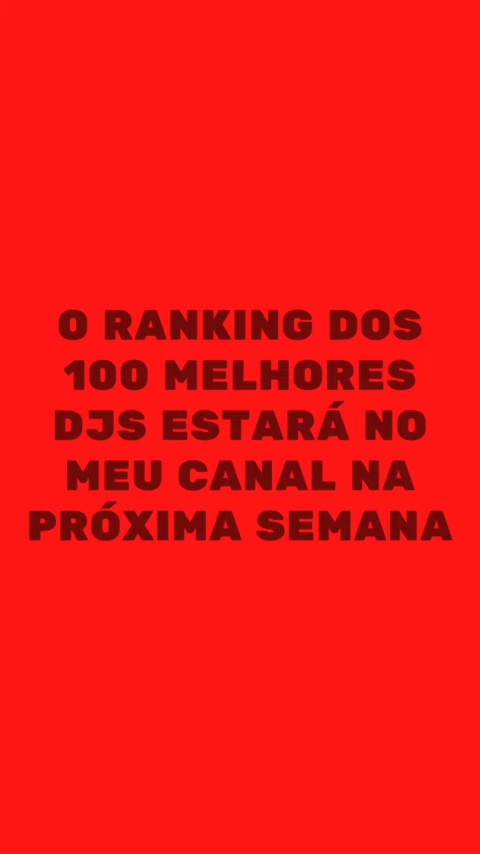 O RANKING DOS
100 MELHORES
DJS ESTARÁ NO
MEU CANAL NA
PRÓXIMA SEMANA